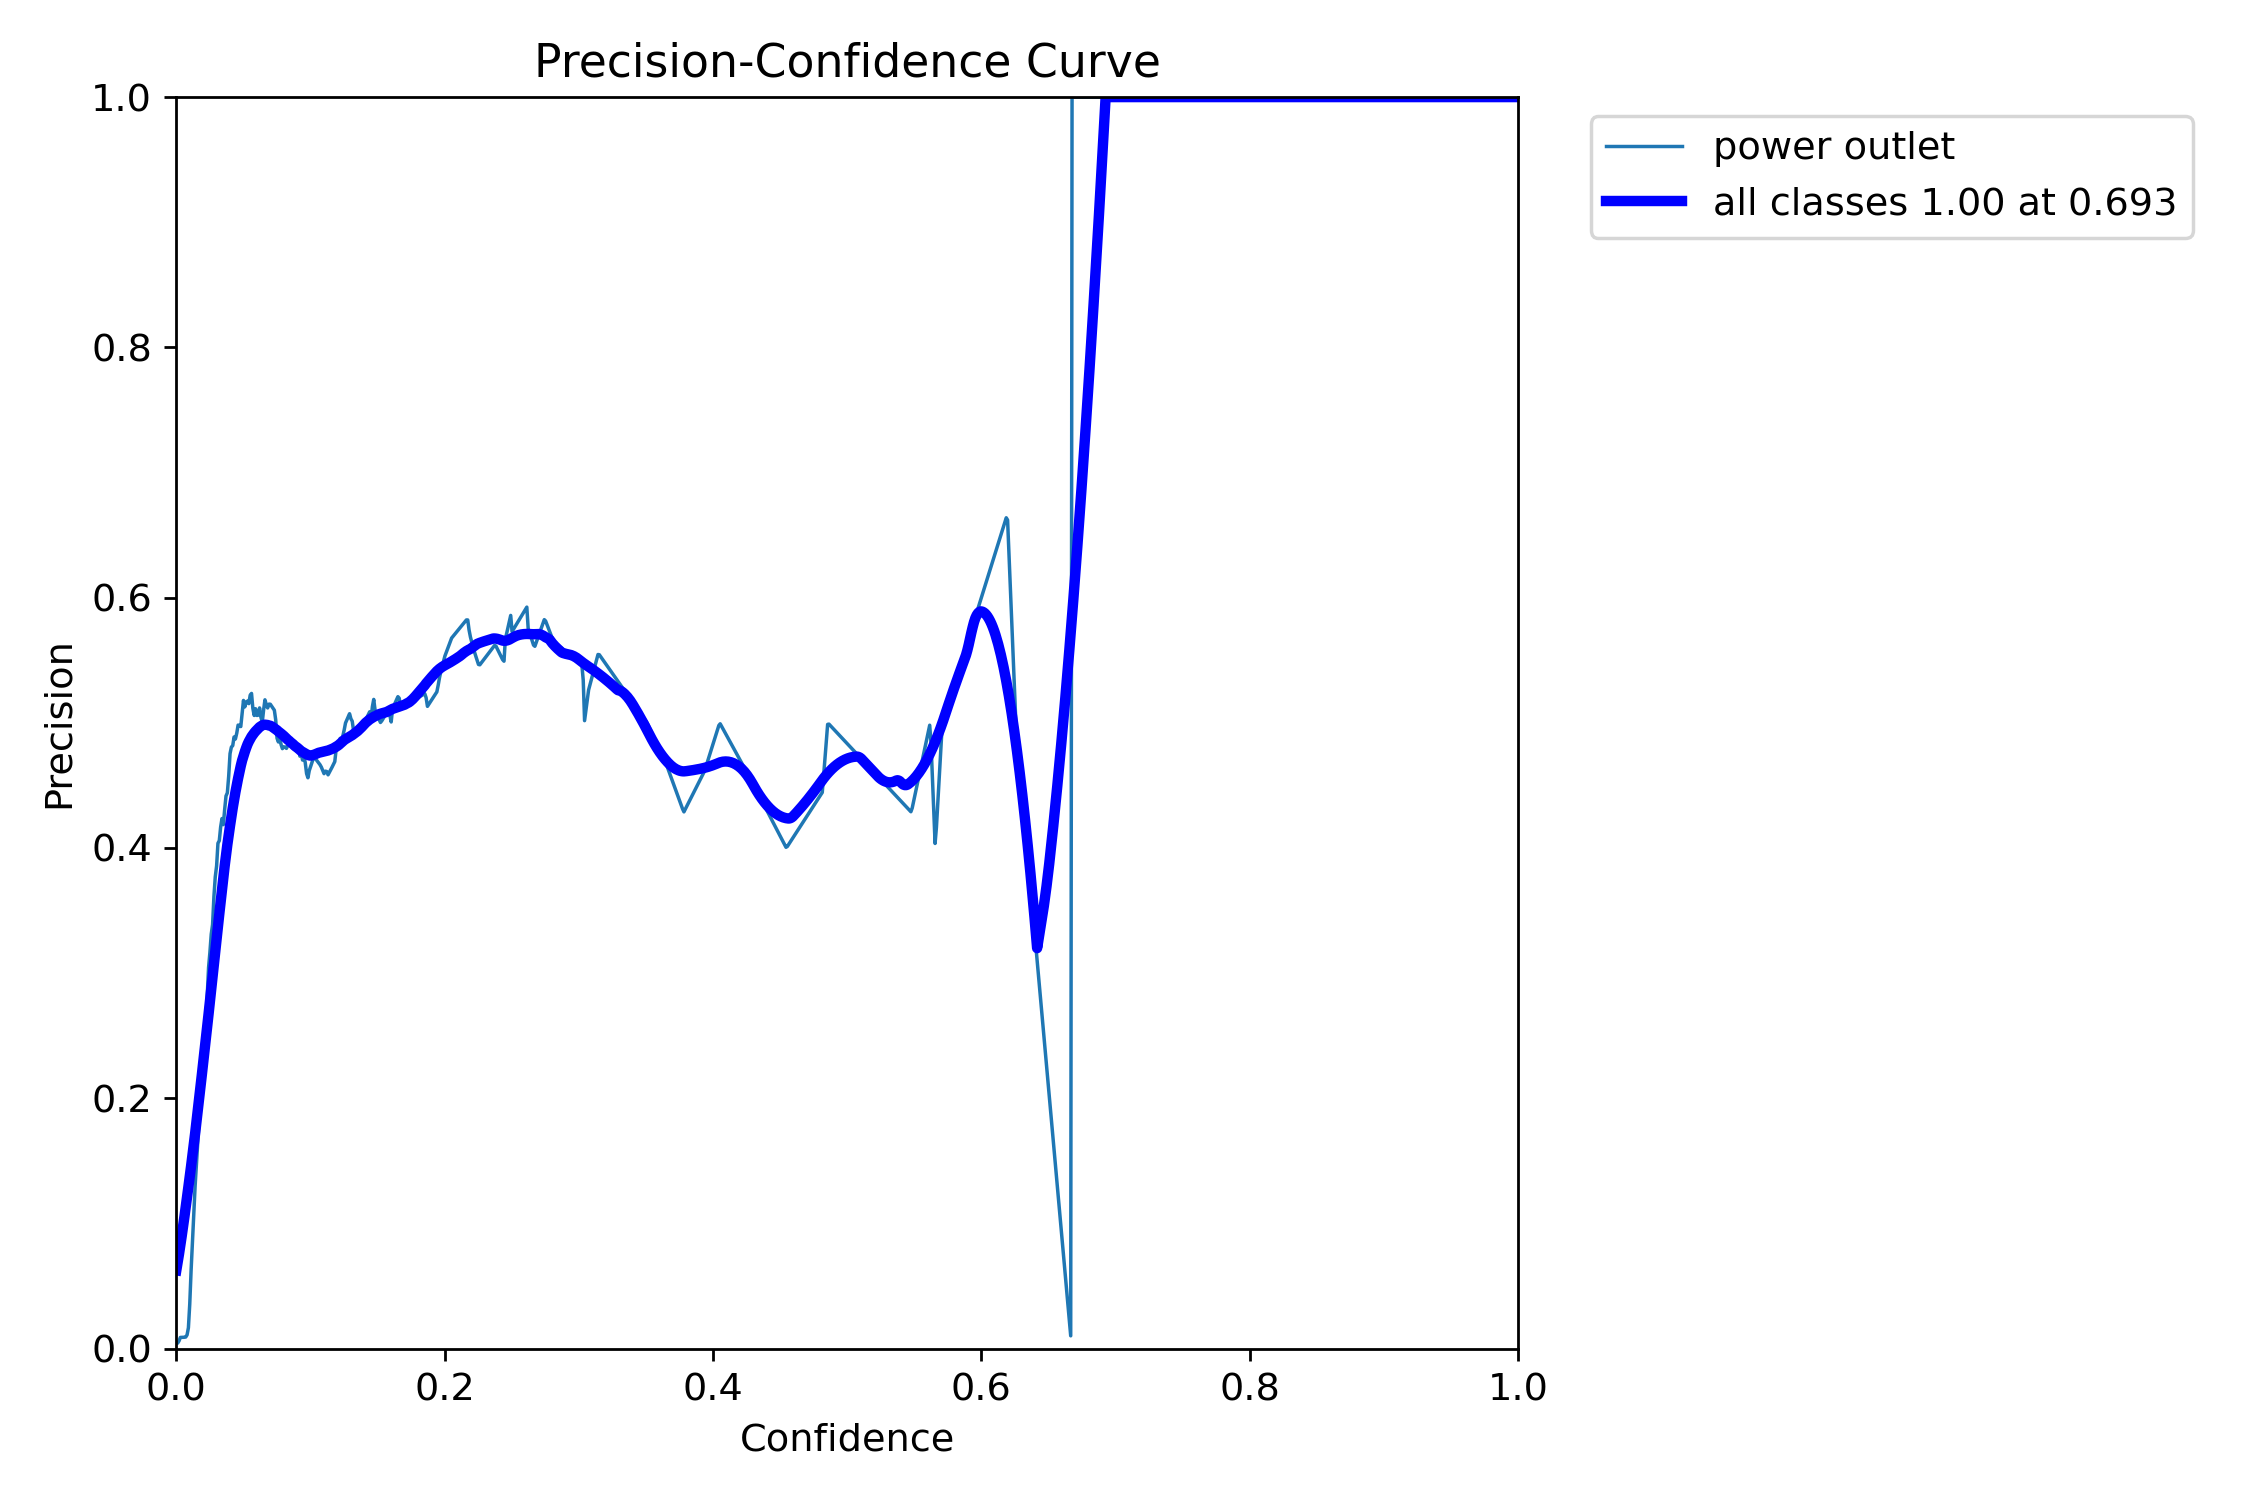 Precision-Confidence Curve
power outlet
all classes 1.00 at 0.693
Precision
1.0
0.8
0.6
0.4
0.2
0.0
0.0 0.2 0.4 0.6 0.8 1.0
Confidence